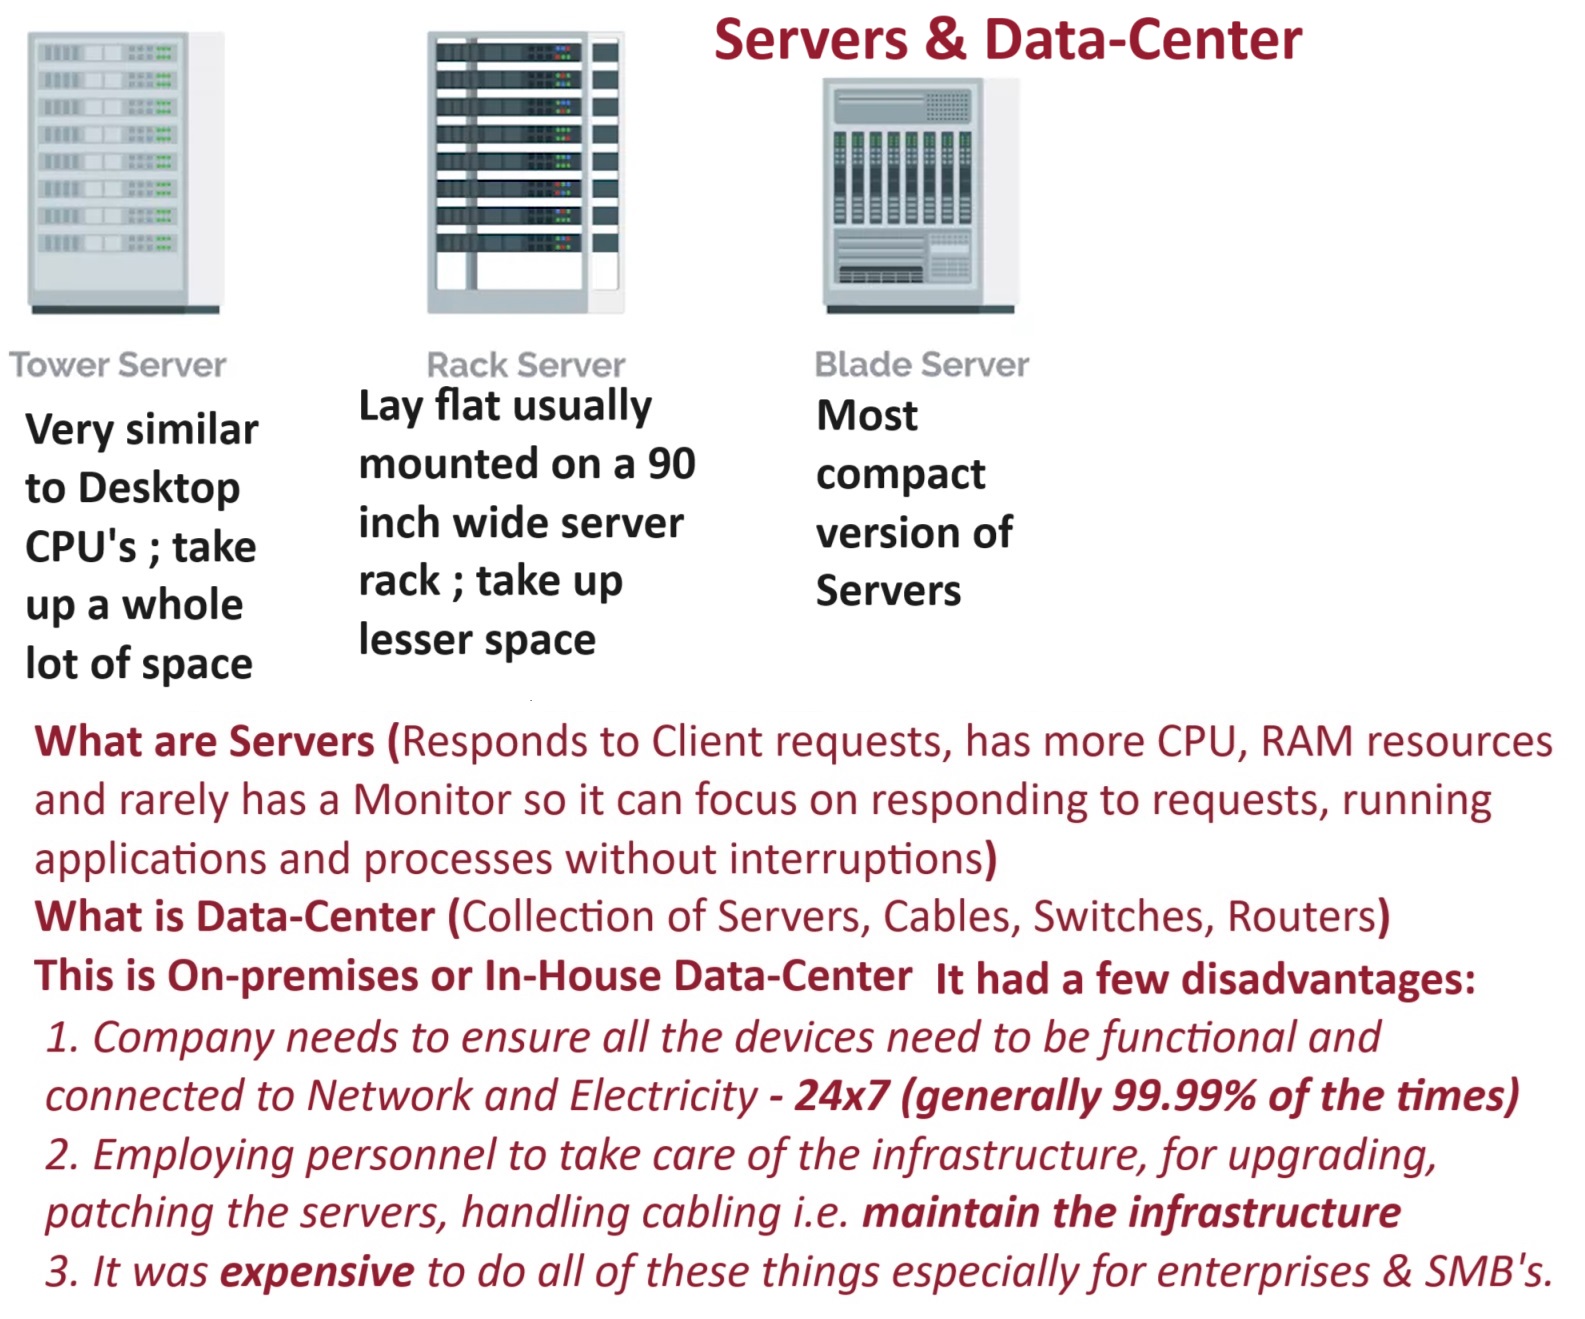 Servers & Data-Center
Tower Server
Very similar
to Desktop
CPU's ; take
up a whole
lot of space
Rack Server
Lay flat usually
mounted on a 90
inch wide server
rack ; take up
lesser space
Blade Server
Most
compact
version of
Servers
What are Servers (Responds to Client requests, has more CPU, RAM resources
and rarely has a Monitor so it can focus on responding to requests, running
applications and processes without interruptions)
What is Data-Center (Collection of Servers, Cables, Switches, Routers)
This is On-premises or In-House Data-Center It had a few disadvantages:
1. Company needs to ensure all the devices need to be functional and
connected to Network and Electricity - 24x7 (generally 99.99% of the times)
2. Employing personnel to take care of the infrastructure, for upgrading,
patching the servers, handling cabling i.e. maintain the infrastructure
3. It was expensive to do all of these things especially for enterprises & SMB's.